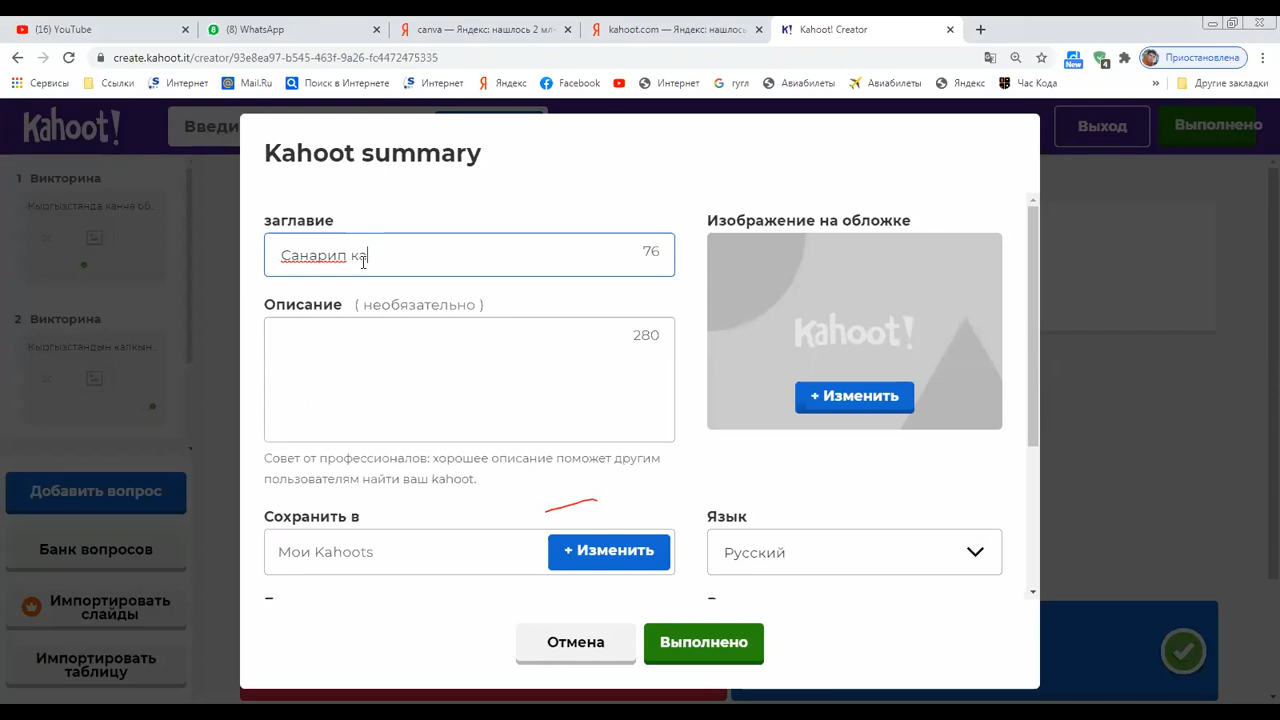 (16) YouTube
(8) WhatsApp
canva — Яндекс: нашлось 2 мл
kahoot.com — Яндекс: нашлось
K! Kahoot! Creator
create.kahoot.it/creator/93e8ea97-b545-463f-9a26-f4472475335
New
4
Приостановлена
Сервисы
Ссылки
Интернет
Mail.Ru
Поиск в Интернете
Интернет
Яндекс
Facebook
Интернет
гугл
Авиабилеты
Авиабилеты
Яндекс
Час Кода
»
Другие закладки
Kahoot!
Введи
Выход
Выполнено
1 Викторина
Кыргызстанда канча об..
2 Викторина
Кыргызстандын калкын..
Добавить вопрос
Банк вопросов
Импортировать
слайды
Импортировать
таблицу
Kahoot summary
заглавие
Санарип ка
76
Описание ( необязательно )
280
Совет от профессионалов: хорошее описание поможет другим
пользователям найти ваш kahoot.
Изображение на обложке
Kahoot!
+ Изменить
Сохранить в
Мои Kahoots
+ Изменить
Язык
Русский
Отмена
Выполнено